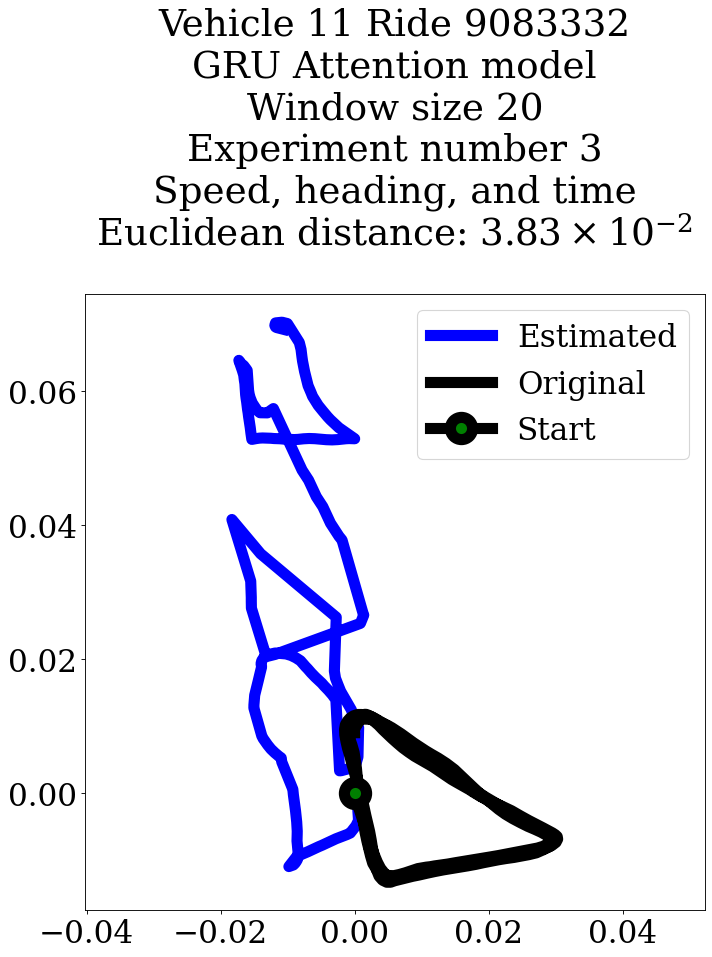 Vehicle 11 Ride 9083332
GRU Attention model
Window size 20
Experiment number 3
Speed, heading, and time
Euclidean distance: 3.83 × 10⁻²
Estimated
Original
Start
0.06
0.04
0.02
0.00
−0.04
−0.02
0.00
0.02
0.04